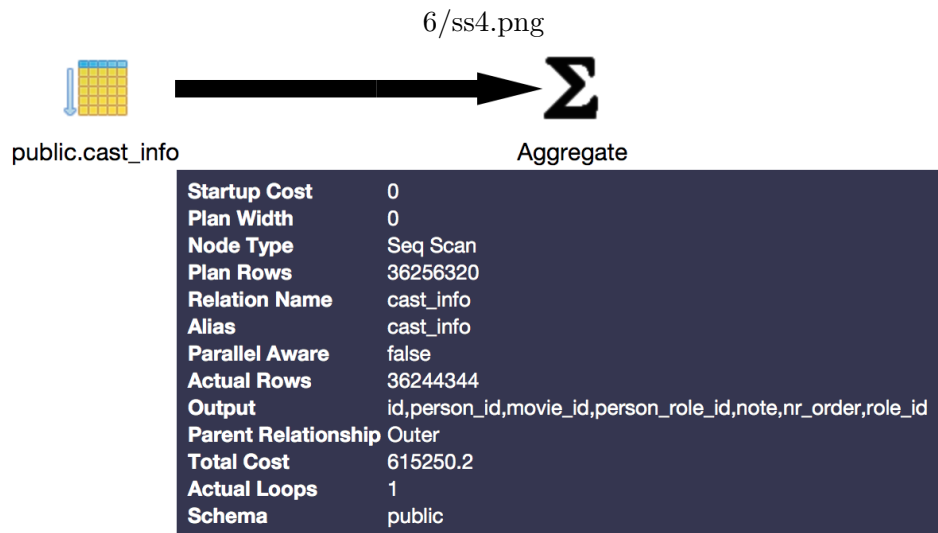 6/ss4.png
public.cast_info
Aggregate
Startup Cost 0
Plan Width 0
Node Type Seq Scan
Plan Rows 36256320
Relation Name cast_info
Alias cast_info
Parallel Aware false
Actual Rows 36244344
Output id,person_id,movie_id,person_role_id,note,nr_order,role_id
Parent Relationship Outer
Total Cost 615250.2
Actual Loops 1
Schema public